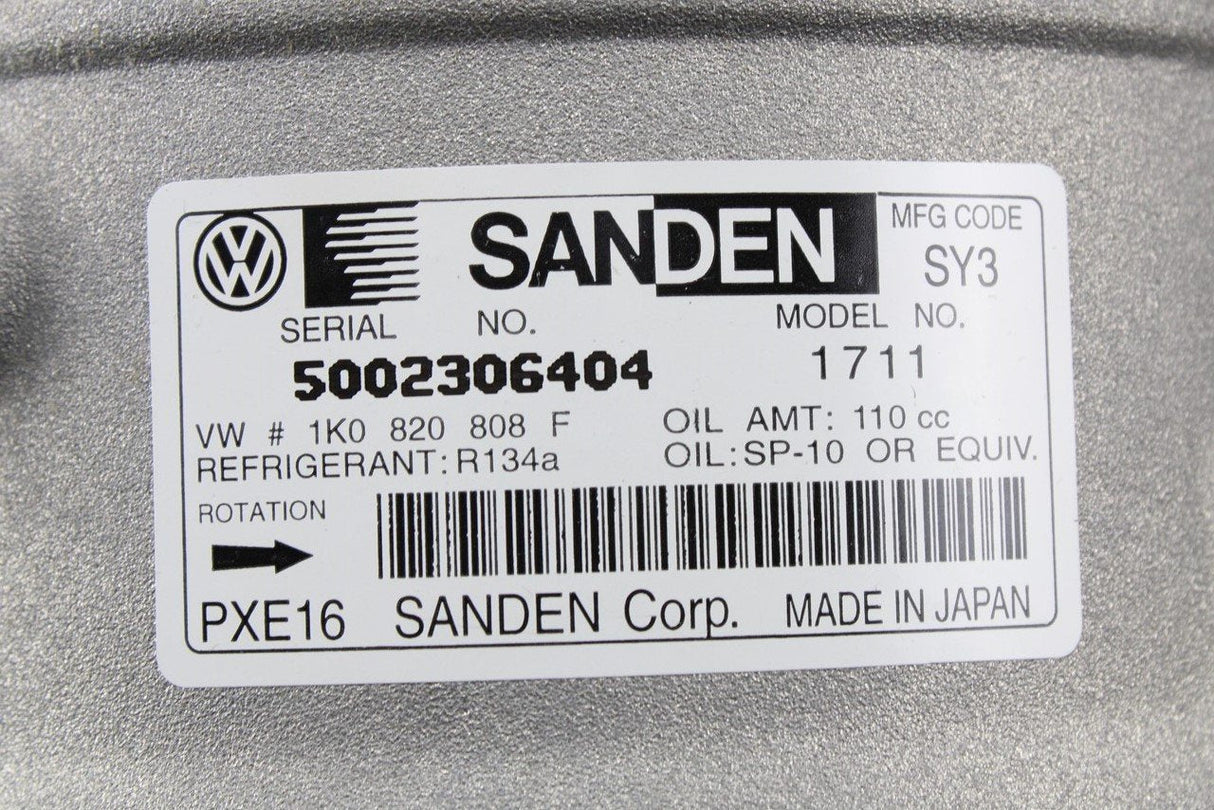 VW SANDEN MFG CODE
SY3
SERIAL NO. MODEL NO.
5002306404 1711
VW # 1K0 820 808 F OIL AMT: 110 cc
REFRIGERANT: R134a OIL: SP-10 OR EQUIV.
ROTATION
PXE16 SANDEN Corp. MADE IN JAPAN